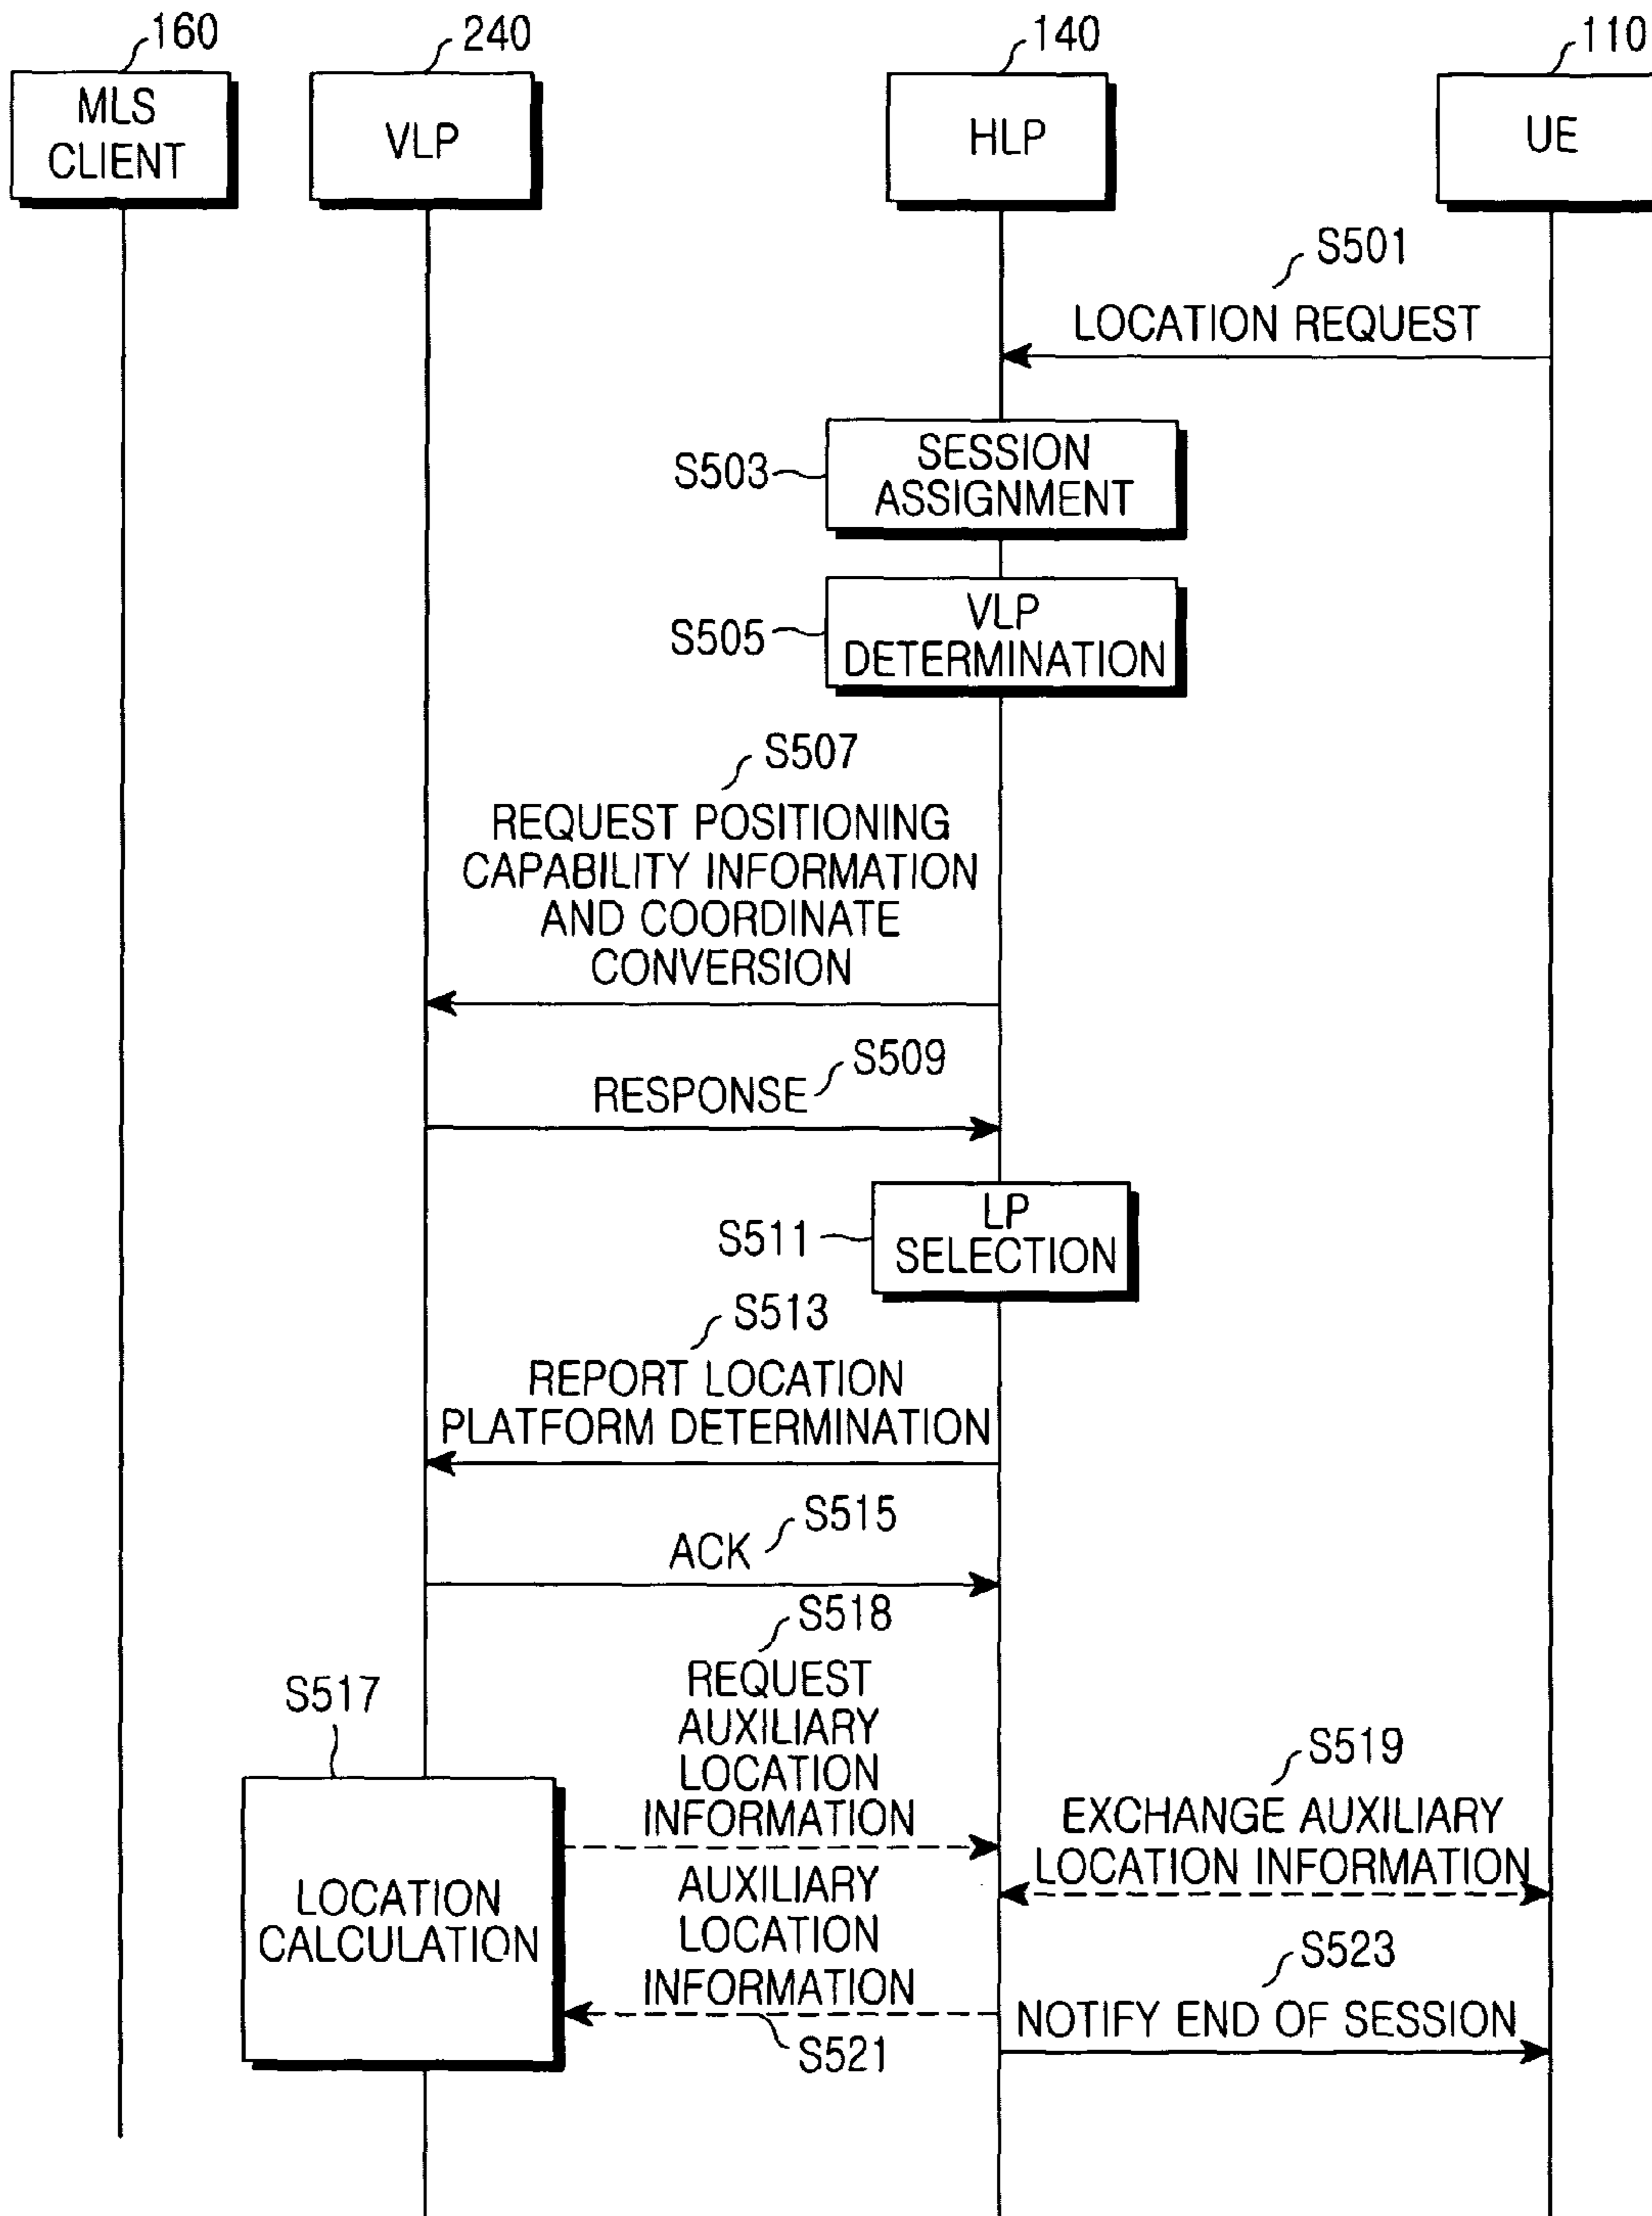 160
240
140
110
MLS
CLIENT
VLP
HLP
UE
S501
LOCATION REQUEST
S503
SESSION
ASSIGNMENT
S505
VLP
DETERMINATION
S507
REQUEST POSITIONING
CAPABILITY INFORMATION
AND COORDINATE
CONVERSION
S509
RESPONSE
S511
LP
SELECTION
S513
REPORT LOCATION
PLATFORM DETERMINATION
S515
ACK
S518
REQUEST
AUXILIARY
LOCATION
INFORMATION
S517
LOCATION
CALCULATION
S519
EXCHANGE AUXILIARY
LOCATION INFORMATION
AUXILIARY
LOCATION
INFORMATION
S521
S523
NOTIFY END OF SESSION